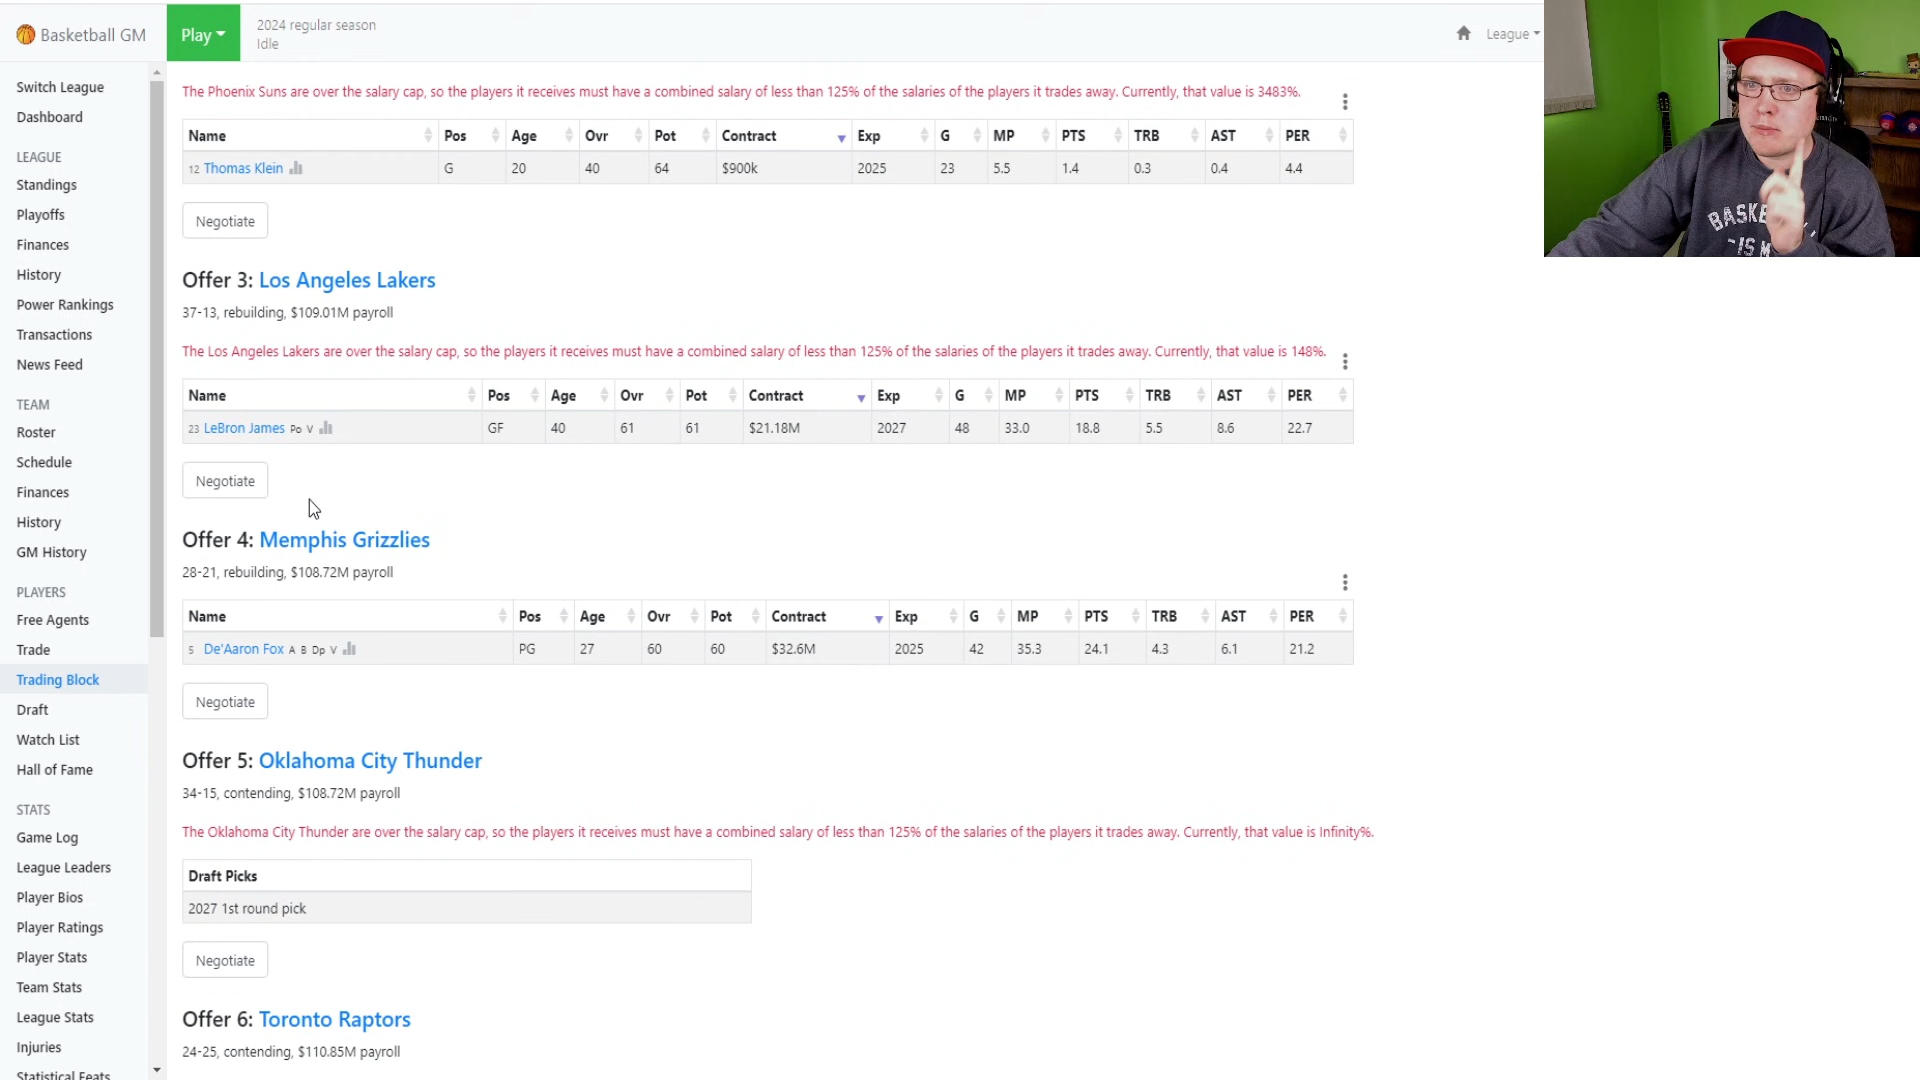 Basketball GM
Play
2024 regular season
Idle
League
Switch League
Dashboard
LEAGUE
Standings
Playoffs
Finances
History
Power Rankings
Transactions
News Feed
TEAM
Roster
Schedule
Finances
History
GM History
PLAYERS
Free Agents
Trade
Trading Block
Draft
Watch List
Hall of Fame
STATS
Game Log
League Leaders
Player Bios
Player Ratings
Player Stats
Team Stats
League Stats
Injuries
Statistical Feats
The Phoenix Suns are over the salary cap, so the players it receives must have a combined salary of less than 125% of the salaries of the players it trades away. Currently, that value is 3483%.
Name Pos Age Ovr Pot Contract Exp G MP PTS TRB AST PER
12 Thomas Klein G 20 40 64 $900k 2025 23 5.5 1.4 0.3 0.4 4.4
Negotiate
Offer 3: Los Angeles Lakers
37-13, rebuilding, $109.01M payroll
The Los Angeles Lakers are over the salary cap, so the players it receives must have a combined salary of less than 125% of the salaries of the players it trades away. Currently, that value is 148%.
Name Pos Age Ovr Pot Contract Exp G MP PTS TRB AST PER
23 LeBron James Po V GF 40 61 61 $21.18M 2027 48 33.0 18.8 5.5 8.6 22.7
Negotiate
Offer 4: Memphis Grizzlies
28-21, rebuilding, $108.72M payroll
Name Pos Age Ovr Pot Contract Exp G MP PTS TRB AST PER
5 De'Aaron Fox A B Dp V PG 27 60 60 $32.6M 2025 42 35.3 24.1 4.3 6.1 21.2
Negotiate
Offer 5: Oklahoma City Thunder
34-15, contending, $108.72M payroll
The Oklahoma City Thunder are over the salary cap, so the players it receives must have a combined salary of less than 125% of the salaries of the players it trades away. Currently, that value is Infinity%.
Draft Picks
2027 1st round pick
Negotiate
Offer 6: Toronto Raptors
24-25, contending, $110.85M payroll